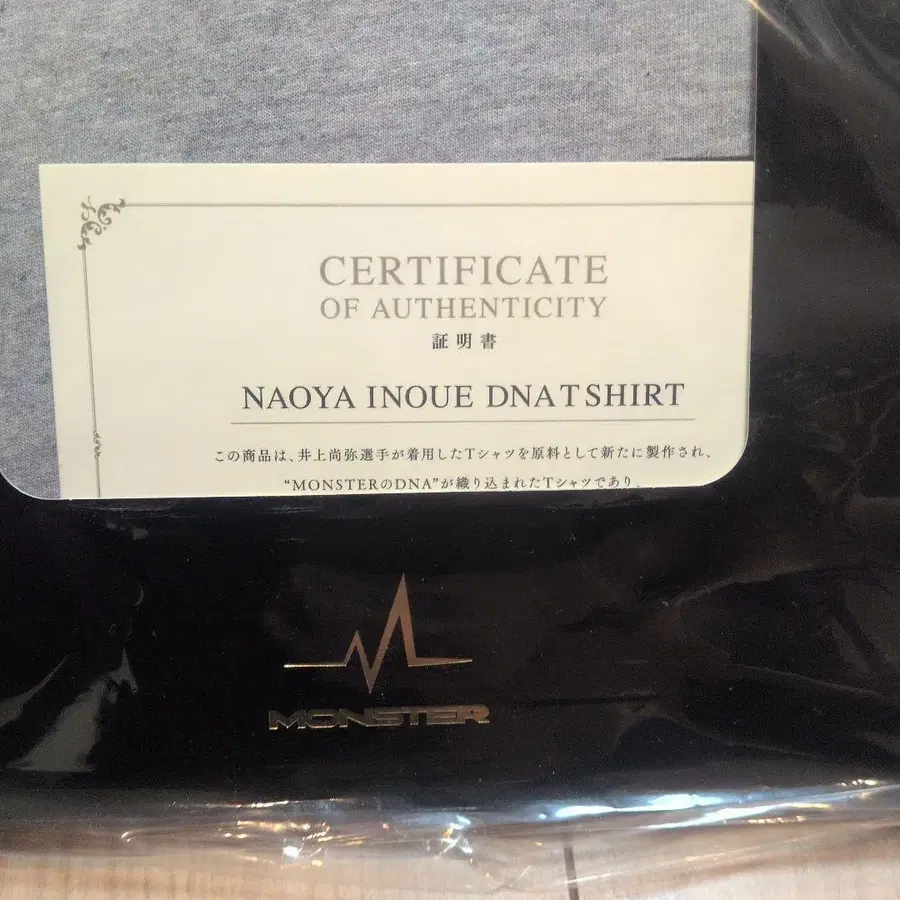 CERTIFICATE
OF AUTHENTICITY
証明書
NAOYA INOUE DNA T SHIRT
この商品は、井上尚弥選手が着用したTシャツを原料として新たに製作され、
“MONSTERのDNA”が織り込まれたTシャツであり、
MONSTER